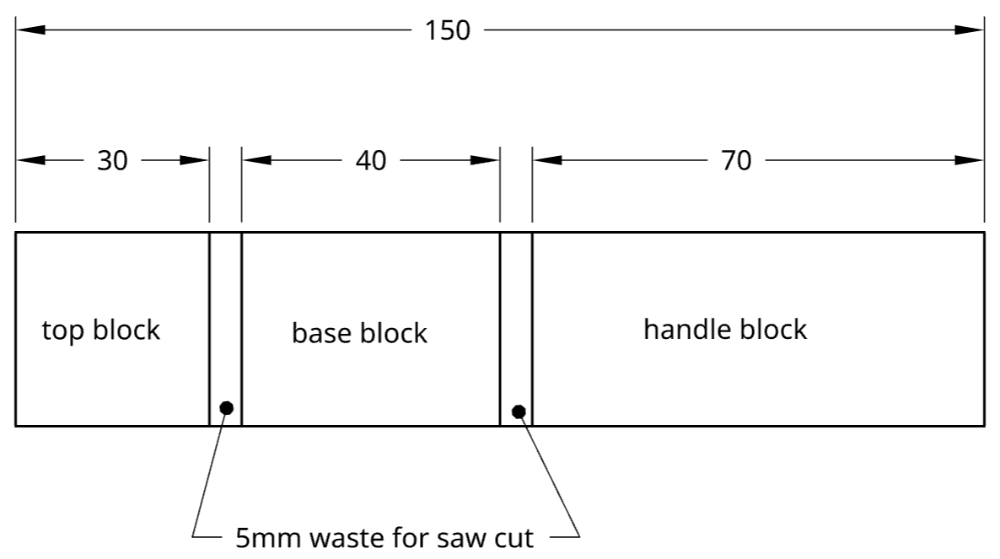 150
30
40
70
top block
base block
handle block
5mm waste for saw cut